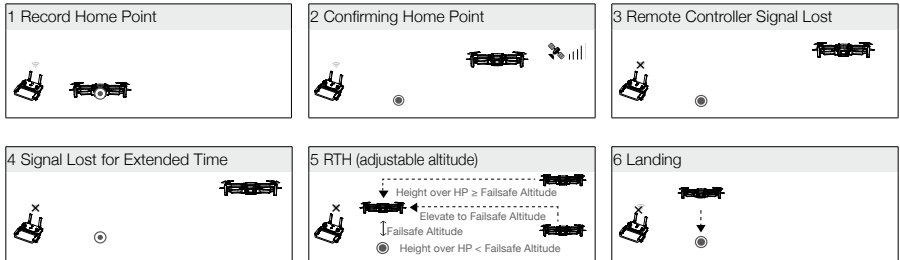 1 Record Home Point
2 Confirming Home Point
3 Remote Controller Signal Lost
4 Signal Lost for Extended Time
5 RTH (adjustable altitude)
Height over HP ≥ Failsafe Altitude
Elevate to Failsafe Altitude
Failsafe Altitude
Height over HP < Failsafe Altitude
6 Landing